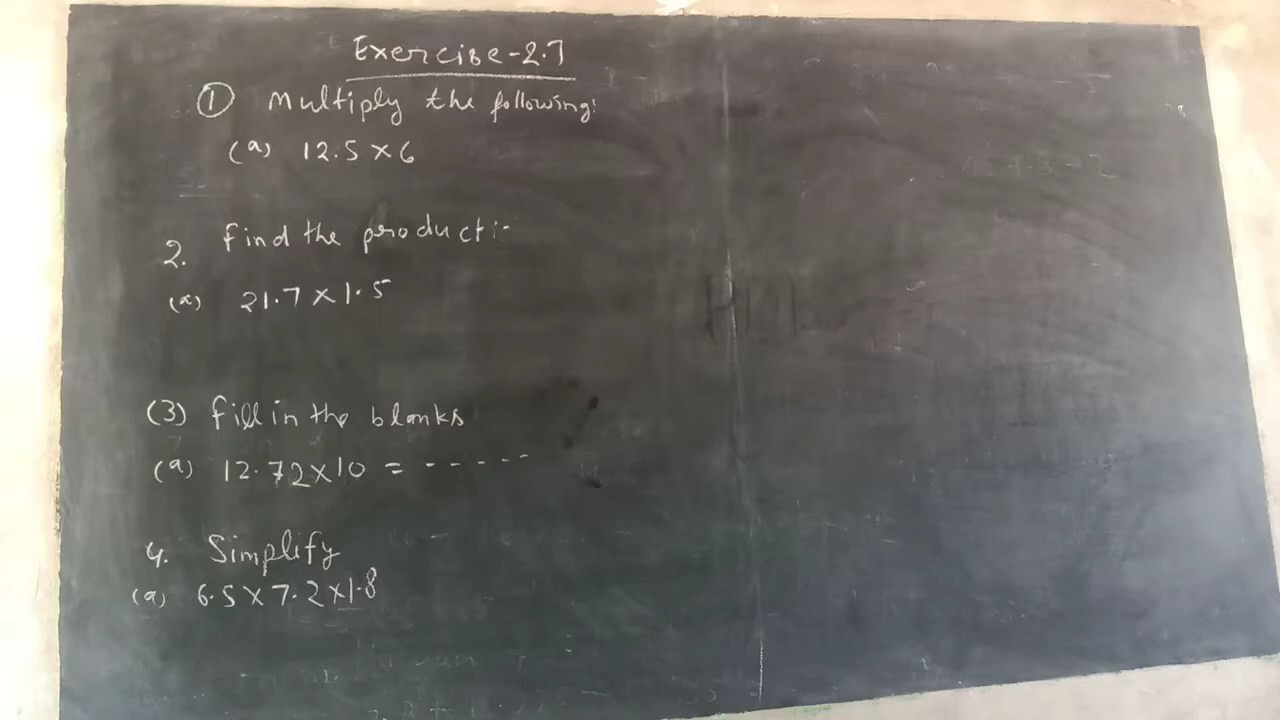 Exercise-2.7
① Multiply the following:
(a) 12.5 × 6
2. find the product:-
(a) 21.7 × 1.5
(3) fill in the blanks
(a) 12.72 × 10 = ------
4. Simplify
(a) 6.5 × 7.2 × 1.8